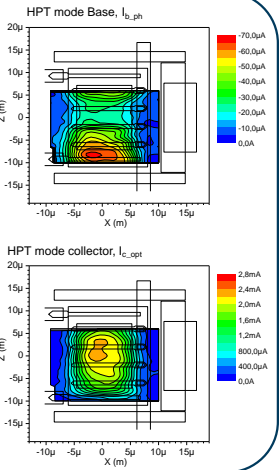 HPT mode Base, I_b_ph
20µ
15µ
10µ
5µ
0
-5µ
-10µ
-15µ
Z (m)
-10µ -5µ 0 5µ 10µ 15µ
X (m)
-70,0µA
-60,0µA
-50,0µA
-40,0µA
-30,0µA
-20,0µA
-10,0µA
0,0A
HPT mode collector, I_c_opt
20µ
15µ
10µ
5µ
0
-5µ
-10µ
-15µ
Z (m)
-10µ -5µ 0 5µ 10µ 15µ
X (m)
2,8mA
2,4mA
2,0mA
1,6mA
1,2mA
800,0µA
400,0µA
0,0A